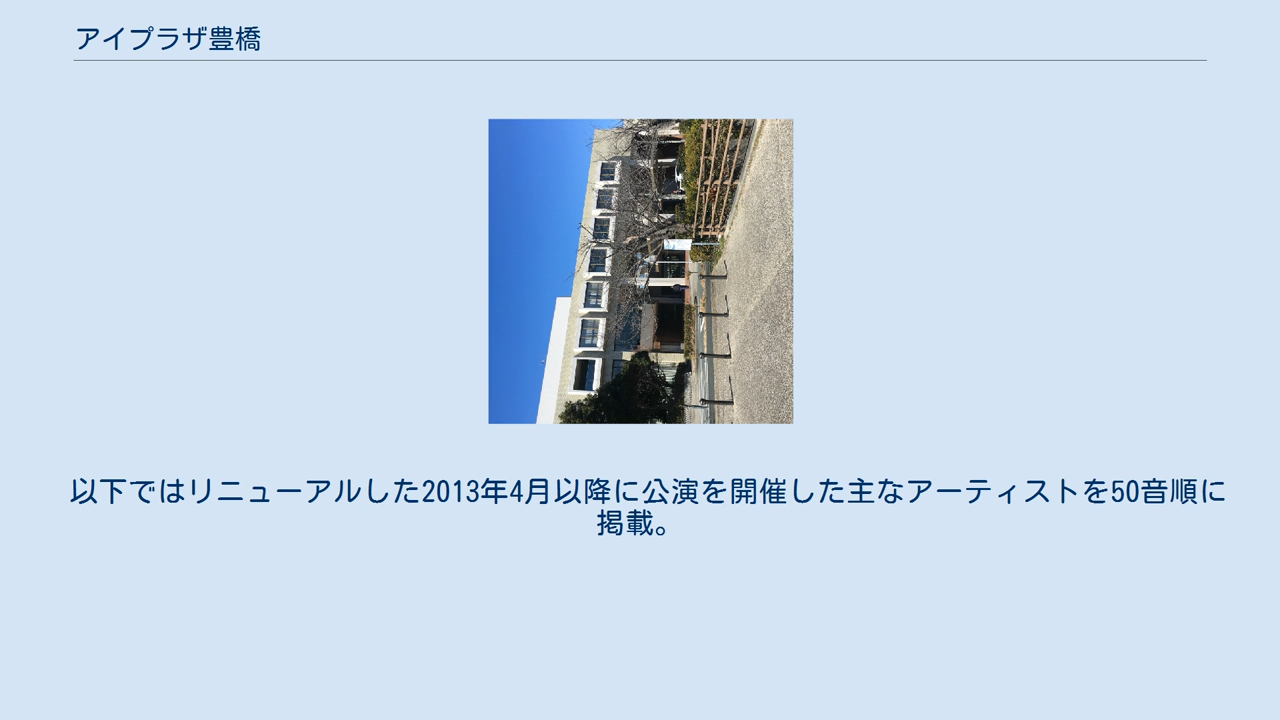 アイプラザ豊橋
以下ではリニューアルした2013年4月以降に公演を開催した主なアーティストを50音順に
掲載。